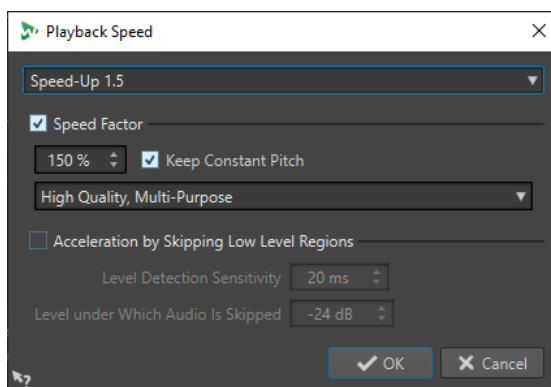 Playback Speed
Speed-Up 1.5
Speed Factor
150 %
Keep Constant Pitch
High Quality, Multi-Purpose
Acceleration by Skipping Low Level Regions
Level Detection Sensitivity 20 ms
Level under Which Audio Is Skipped -24 dB
OK Cancel